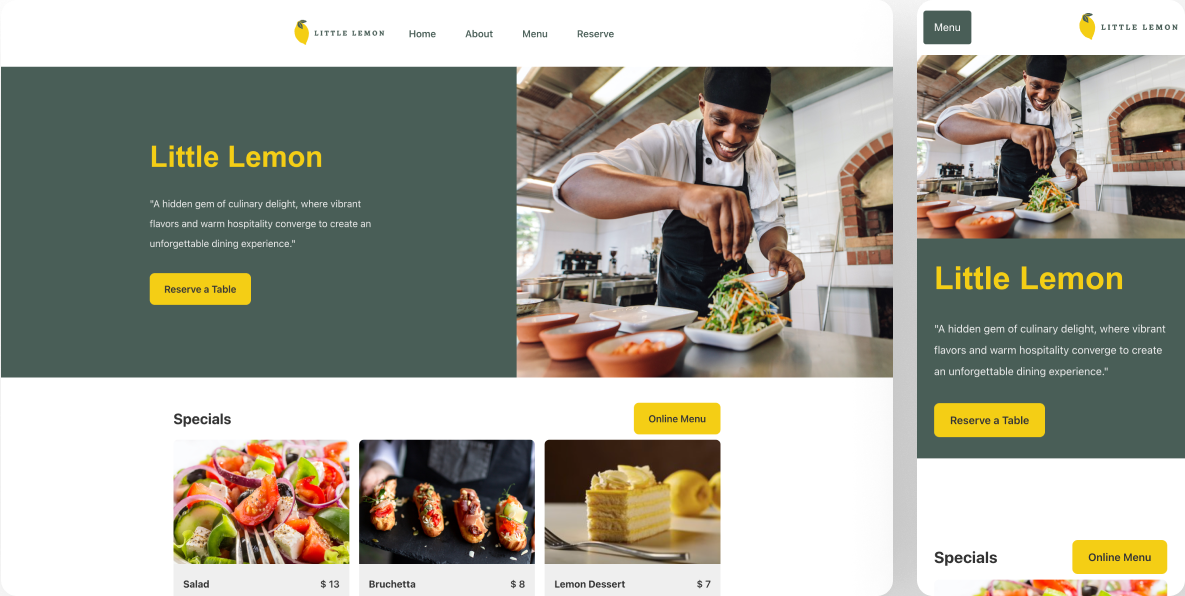 LITTLE LEMON
Home
About
Menu
Reserve
Little Lemon
"A hidden gem of culinary delight, where vibrant
flavors and warm hospitality converge to create an
unforgettable dining experience."
Reserve a Table
Specials
Online Menu
Salad
$ 13
Bruchetta
$ 8
Lemon Dessert
$ 7
Menu
LITTLE LEMON
Little Lemon
"A hidden gem of culinary delight, where vibrant
flavors and warm hospitality converge to create
an unforgettable dining experience."
Reserve a Table
Specials
Online Menu